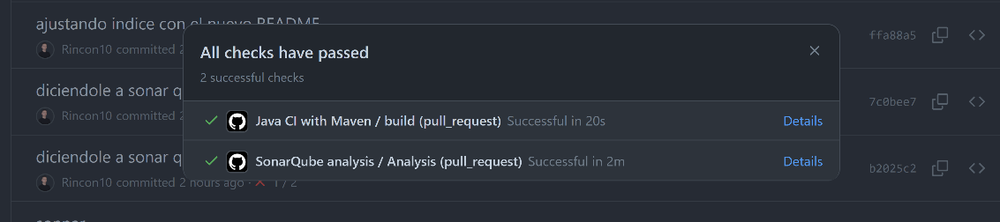 ajustando indice con el nuevo README
Rincon10 committed 2
ffa88a5
All checks have passed
2 successful checks
diciendole a sonar q
Rincon10 committed 2
7c0bee7
Java CI with Maven / build (pull_request) Successful in 20s Details
SonarQube analysis / Analysis (pull_request) Successful in 2m Details
diciendole a sonar q
Rincon10 committed 2 hours ago · 1 / 2
b2025c2